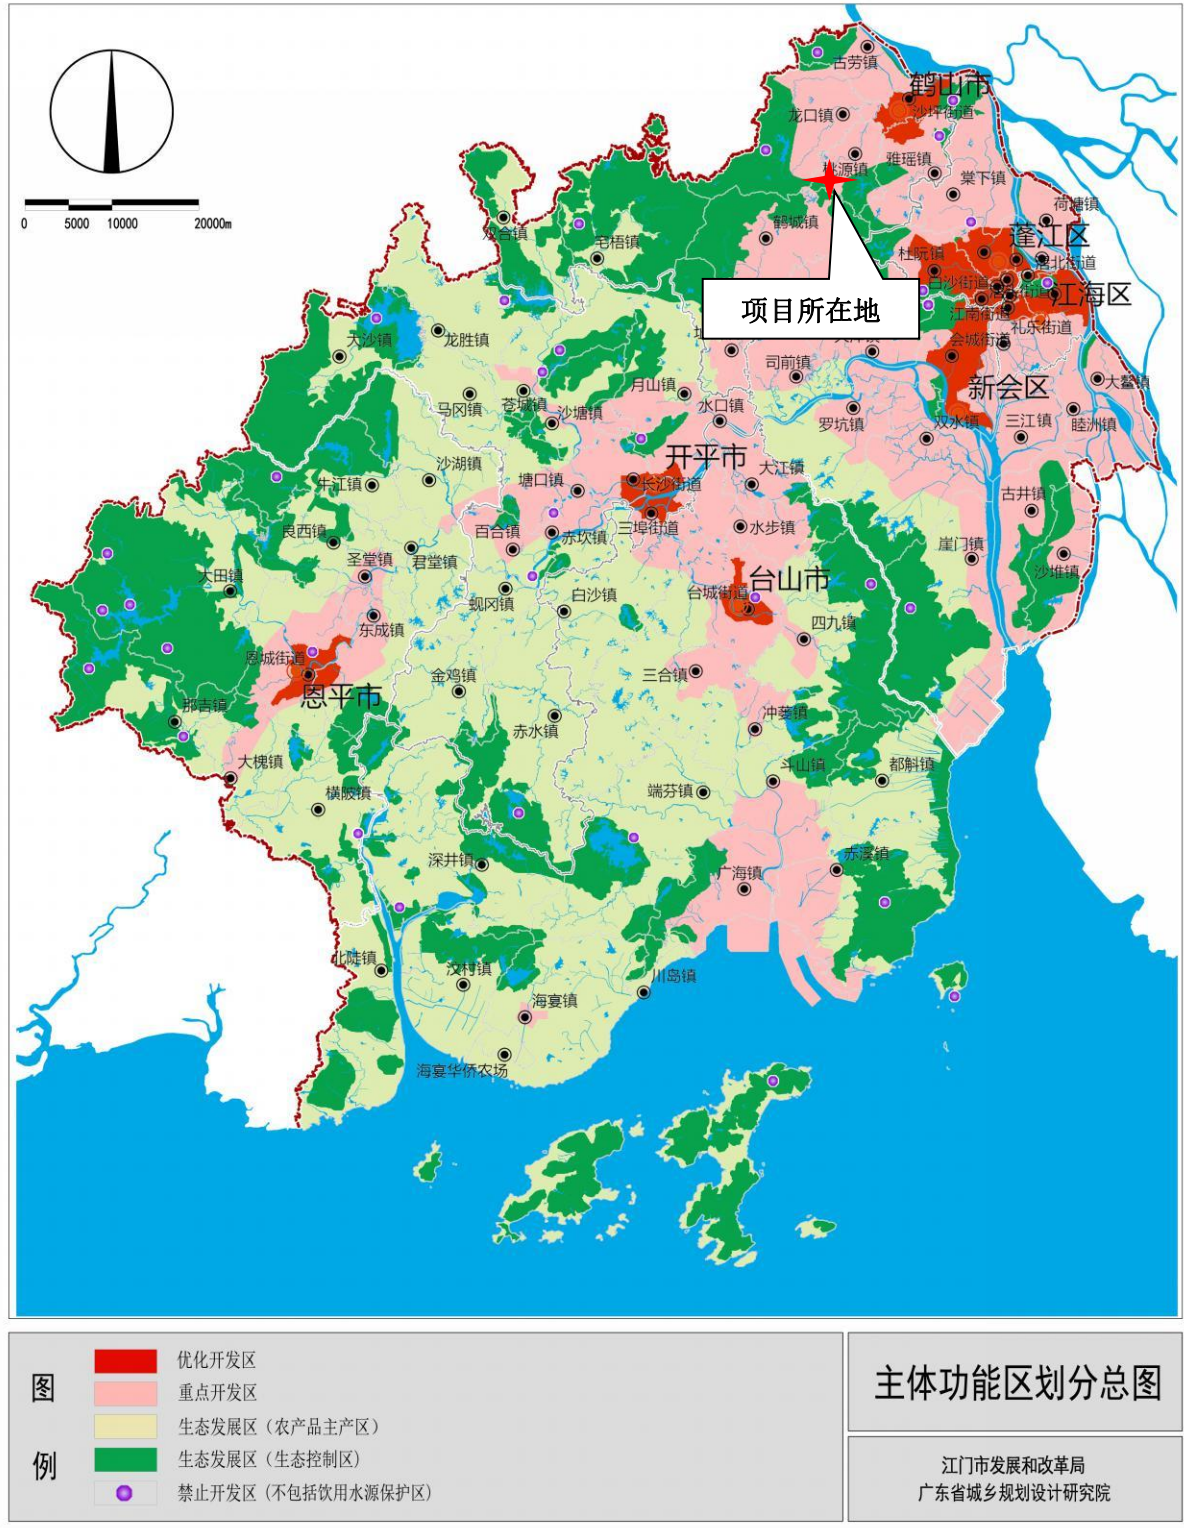 古劳镇
鹤山市
沙坪街道
龙口镇
桃源镇
雅瑶镇
棠下镇
荷塘镇
双合镇
宅梧镇
鹤城镇
杜阮镇
蓬江区
白沙街道
江海区
江南街道
礼乐街道
项目所在地
0 5000 10000 20000m
大沙镇
龙胜镇
司前镇
会城街道
新会区
大鳌镇
马冈镇
苍城镇
沙塘镇
月山镇
水口镇
罗坑镇
双水镇
三江镇
睦洲镇
开平市
大江镇
牛江镇
沙湖镇
塘口镇
长沙街道
古井镇
良西镇
百合镇
赤坎镇
三埠街道
水步镇
崖门镇
圣堂镇
君堂镇
沙堆镇
大田镇
蚬冈镇
白沙镇
台山市
台城街道
东成镇
四九镇
恩城街道
恩平市
金鸡镇
三合镇
那吉镇
赤水镇
冲蒌镇
大槐镇
横陂镇
端芬镇
斗山镇
都斛镇
深井镇
广海镇
赤溪镇
北陡镇
汶村镇
海宴镇
川岛镇
海宴华侨农场
图例
优化开发区
重点开发区
生态发展区（农产品主产区）
生态发展区（生态控制区）
禁止开发区（不包括饮用水源保护区）
主体功能区划分总图
江门市发展和改革局
广东省城乡规划设计研究院